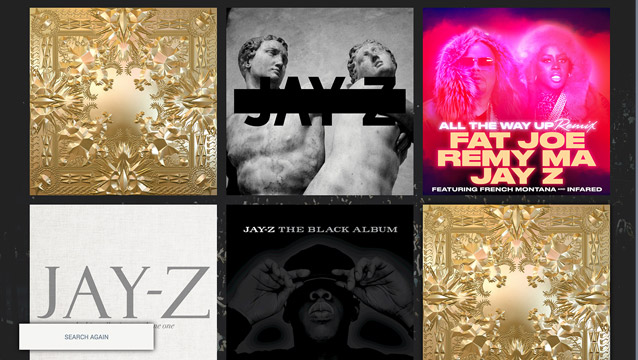 JAY-Z
ALL THE WAY UP Remix
FAT JOE
REMY MA
JAY Z
FEATURING FRENCH MONTANA — INFARED
JAY-Z
one
JAY-Z THE BLACK ALBUM
SEARCH AGAIN